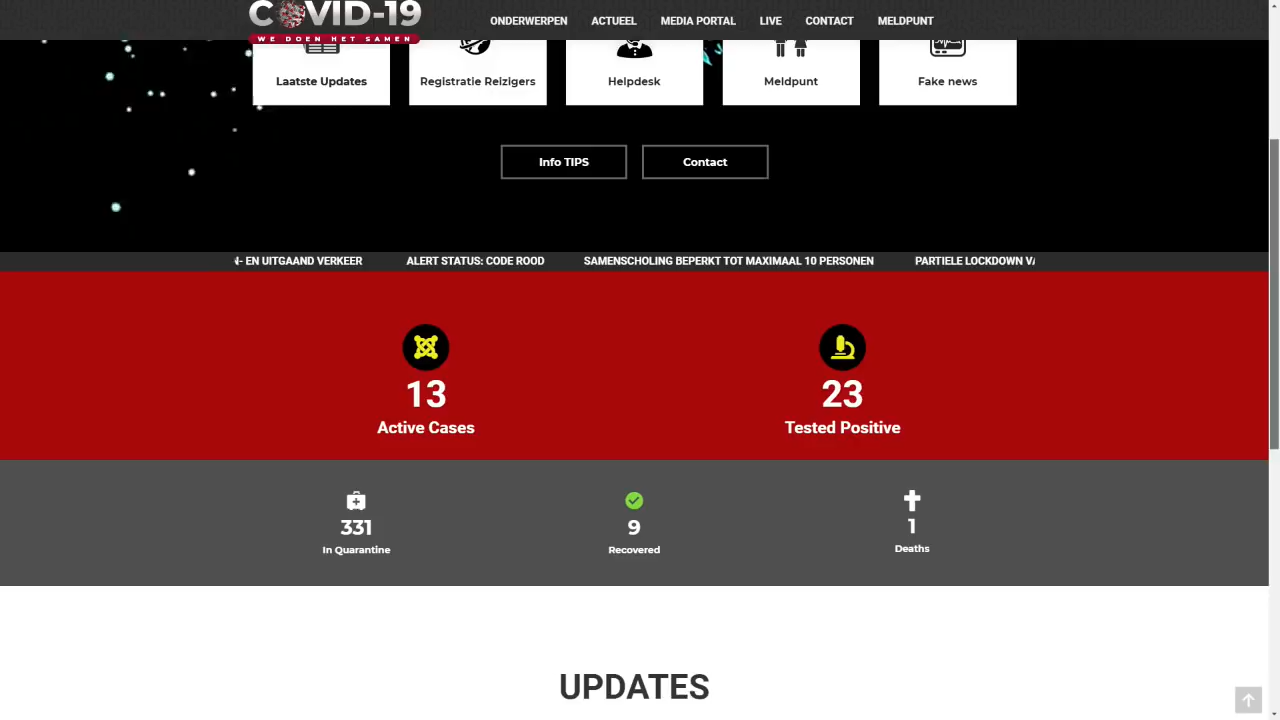 COVID-19
WE DOEN HET SAMEN
ONDERWERPEN ACTUEEL MEDIA PORTAL LIVE CONTACT MELDPUNT
Laatste Updates Registratie Reizigers Helpdesk Meldpunt Fake news
Info TIPS Contact
- EN UITGAAND VERKEER ALERT STATUS: CODE ROOD SAMENSCHOLING BEPERKT TOT MAXIMAAL 10 PERSONEN PARTIELE LOCKDOWN
13 23
Active Cases Tested Positive
331 9 1
In Quarantine Recovered Deaths
UPDATES